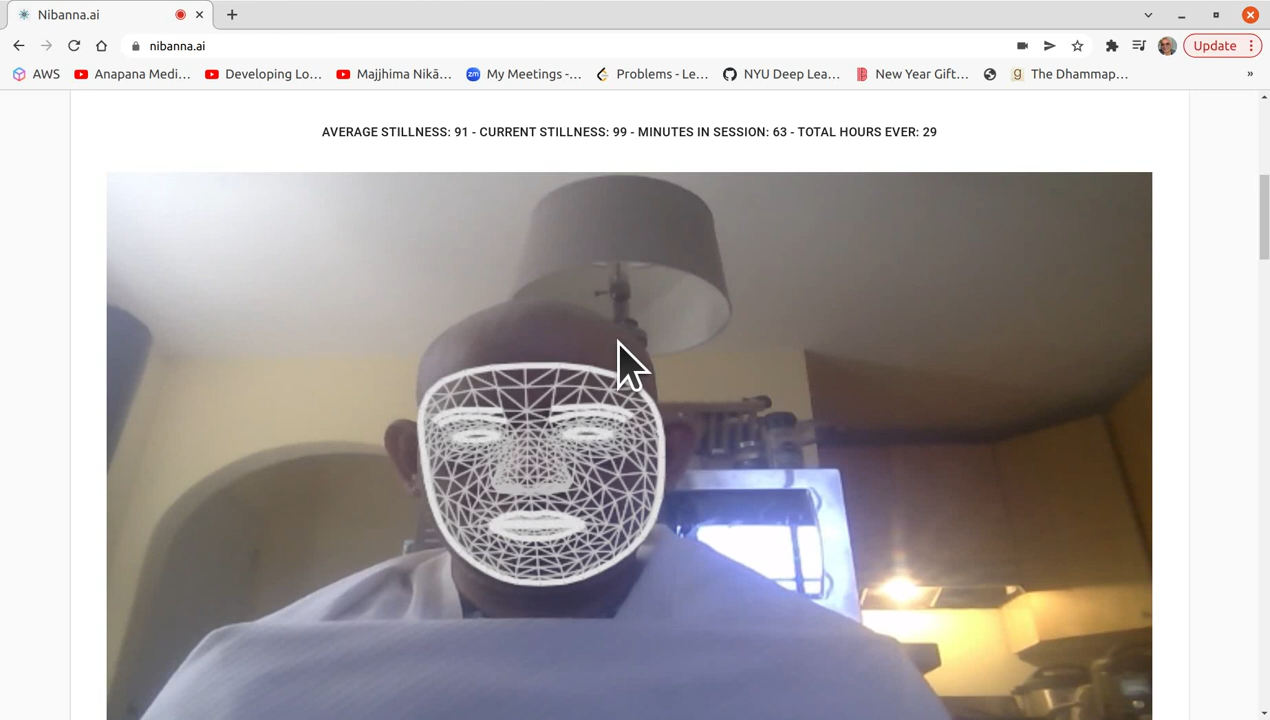 Nibanna.ai
nibanna.ai
Update
AWS Anapana Medi... Developing Lo... Majjhima Nikā... zm My Meetings -... Problems - Le... NYU Deep Lea... New Year Gift... g The Dhammap... »
AVERAGE STILLNESS: 91 - CURRENT STILLNESS: 99 - MINUTES IN SESSION: 63 - TOTAL HOURS EVER: 29